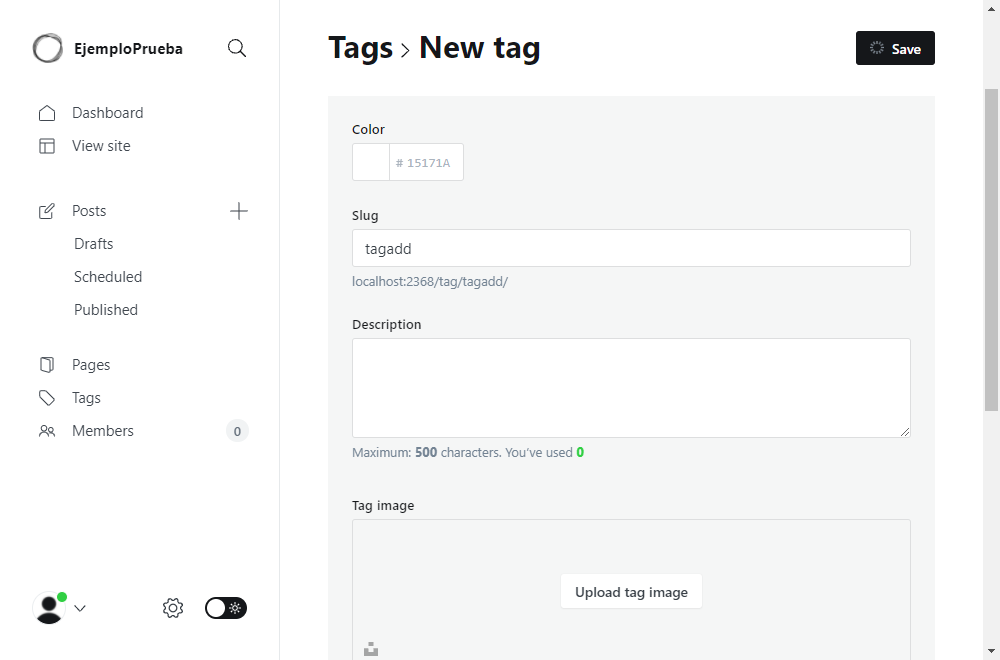 EjemploPrueba
Dashboard
View site
Posts
Drafts
Scheduled
Published
Pages
Tags
Members 0
Tags > New tag
Save
Color
# 15171A
Slug
tagadd
localhost:2368/tag/tagadd/
Description
Maximum: 500 characters. You’ve used 0
Tag image
Upload tag image